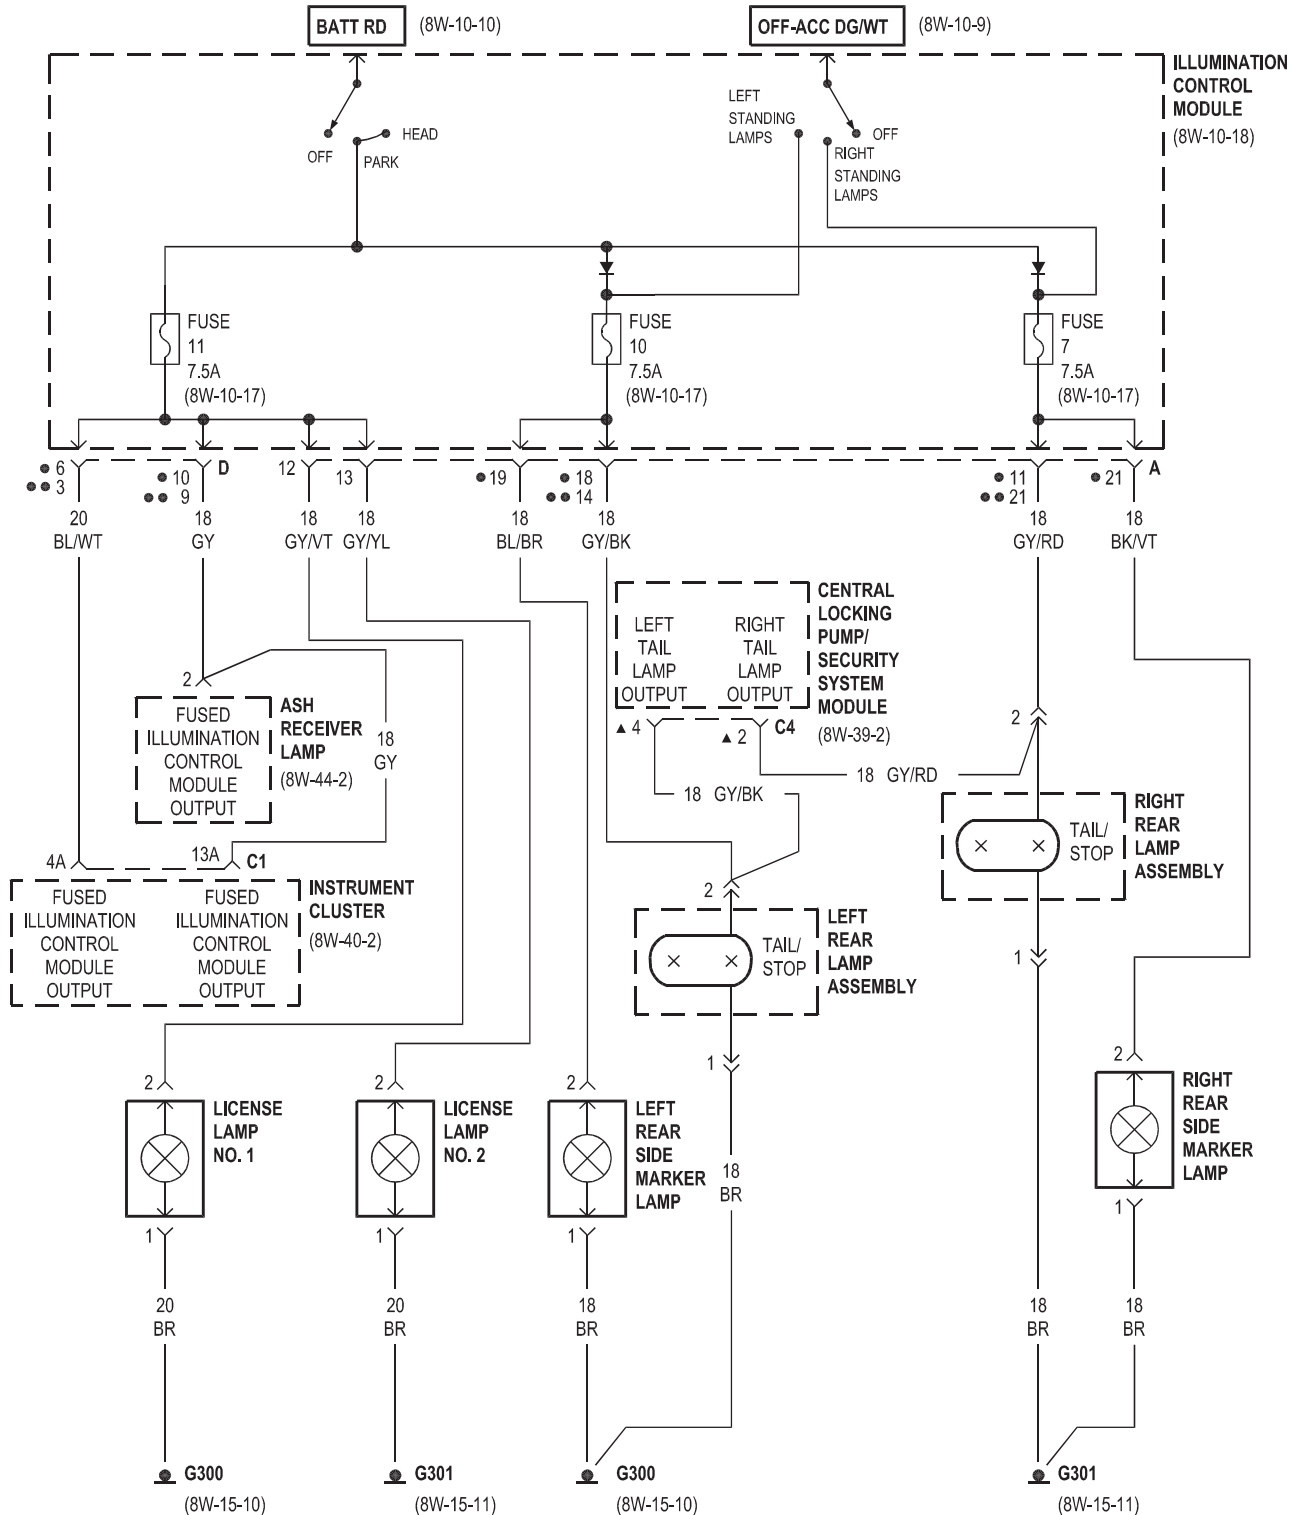 BATT RD
(8W-10-10)
OFF-ACC DG/WT
(8W-10-9)
ILLUMINATION
CONTROL
MODULE
(8W-10-18)
OFF
PARK
HEAD
LEFT
STANDING
LAMPS
OFF
RIGHT
STANDING
LAMPS
FUSE
11
7.5A
(8W-10-17)
FUSE
10
7.5A
(8W-10-17)
FUSE
7
7.5A
(8W-10-17)
● 6
●● 3
● 10
●● 9
D
12
13
● 19
● 18
●● 14
● 11
●● 21
● 21
A
20
BL/WT
18
GY
18
GY/VT
18
GY/YL
18
BL/BR
18
GY/BK
18
GY/RD
18
BK/VT
LEFT
TAIL
LAMP
OUTPUT
RIGHT
TAIL
LAMP
OUTPUT
CENTRAL
LOCKING
PUMP/
SECURITY
SYSTEM
MODULE
(8W-39-2)
▲ 4
▲ 2
C4
18 GY/RD
18 GY/BK
2
FUSED
ILLUMINATION
CONTROL
MODULE
OUTPUT
ASH
RECEIVER
LAMP
(8W-44-2)
18
GY
4A
13A
C1
FUSED
ILLUMINATION
CONTROL
MODULE
OUTPUT
FUSED
ILLUMINATION
CONTROL
MODULE
OUTPUT
INSTRUMENT
CLUSTER
(8W-40-2)
2
TAIL/
STOP
RIGHT
REAR
LAMP
ASSEMBLY
1
2
TAIL/
STOP
LEFT
REAR
LAMP
ASSEMBLY
1
2
LICENSE
LAMP
NO. 1
1
2
LICENSE
LAMP
NO. 2
1
2
LEFT
REAR
SIDE
MARKER
LAMP
1
2
RIGHT
REAR
SIDE
MARKER
LAMP
1
18
BR
20
BR
20
BR
18
BR
18
BR
18
BR
G300
(8W-15-10)
G301
(8W-15-11)
G300
(8W-15-10)
G301
(8W-15-11)